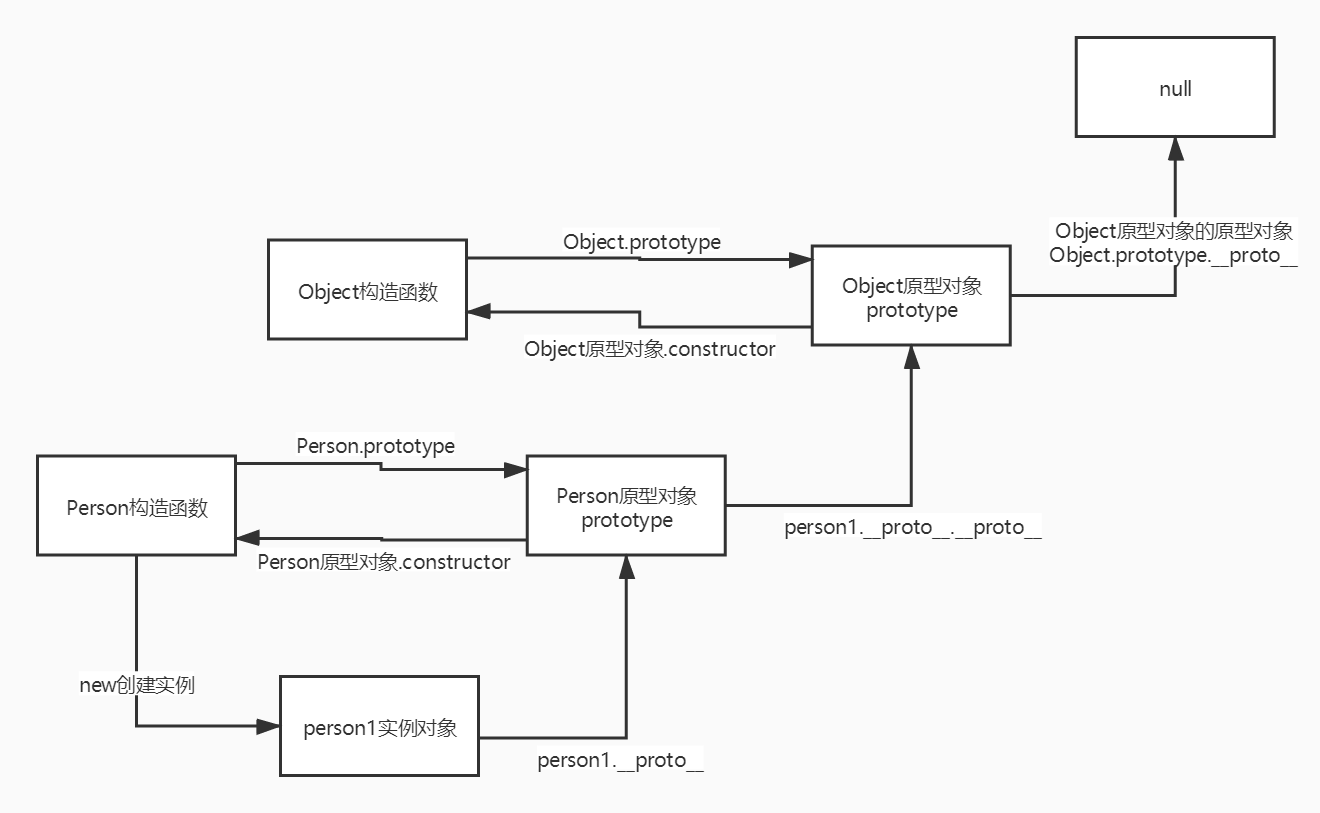 null
Object原型对象的原型对象
Object.prototype.__proto__
Object.prototype
Object构造函数
Object原型对象
prototype
Object原型对象.constructor
Person.prototype
Person构造函数
Person原型对象
prototype
person1.__proto__.__proto__
Person原型对象.constructor
new创建实例
person1实例对象
person1.__proto__